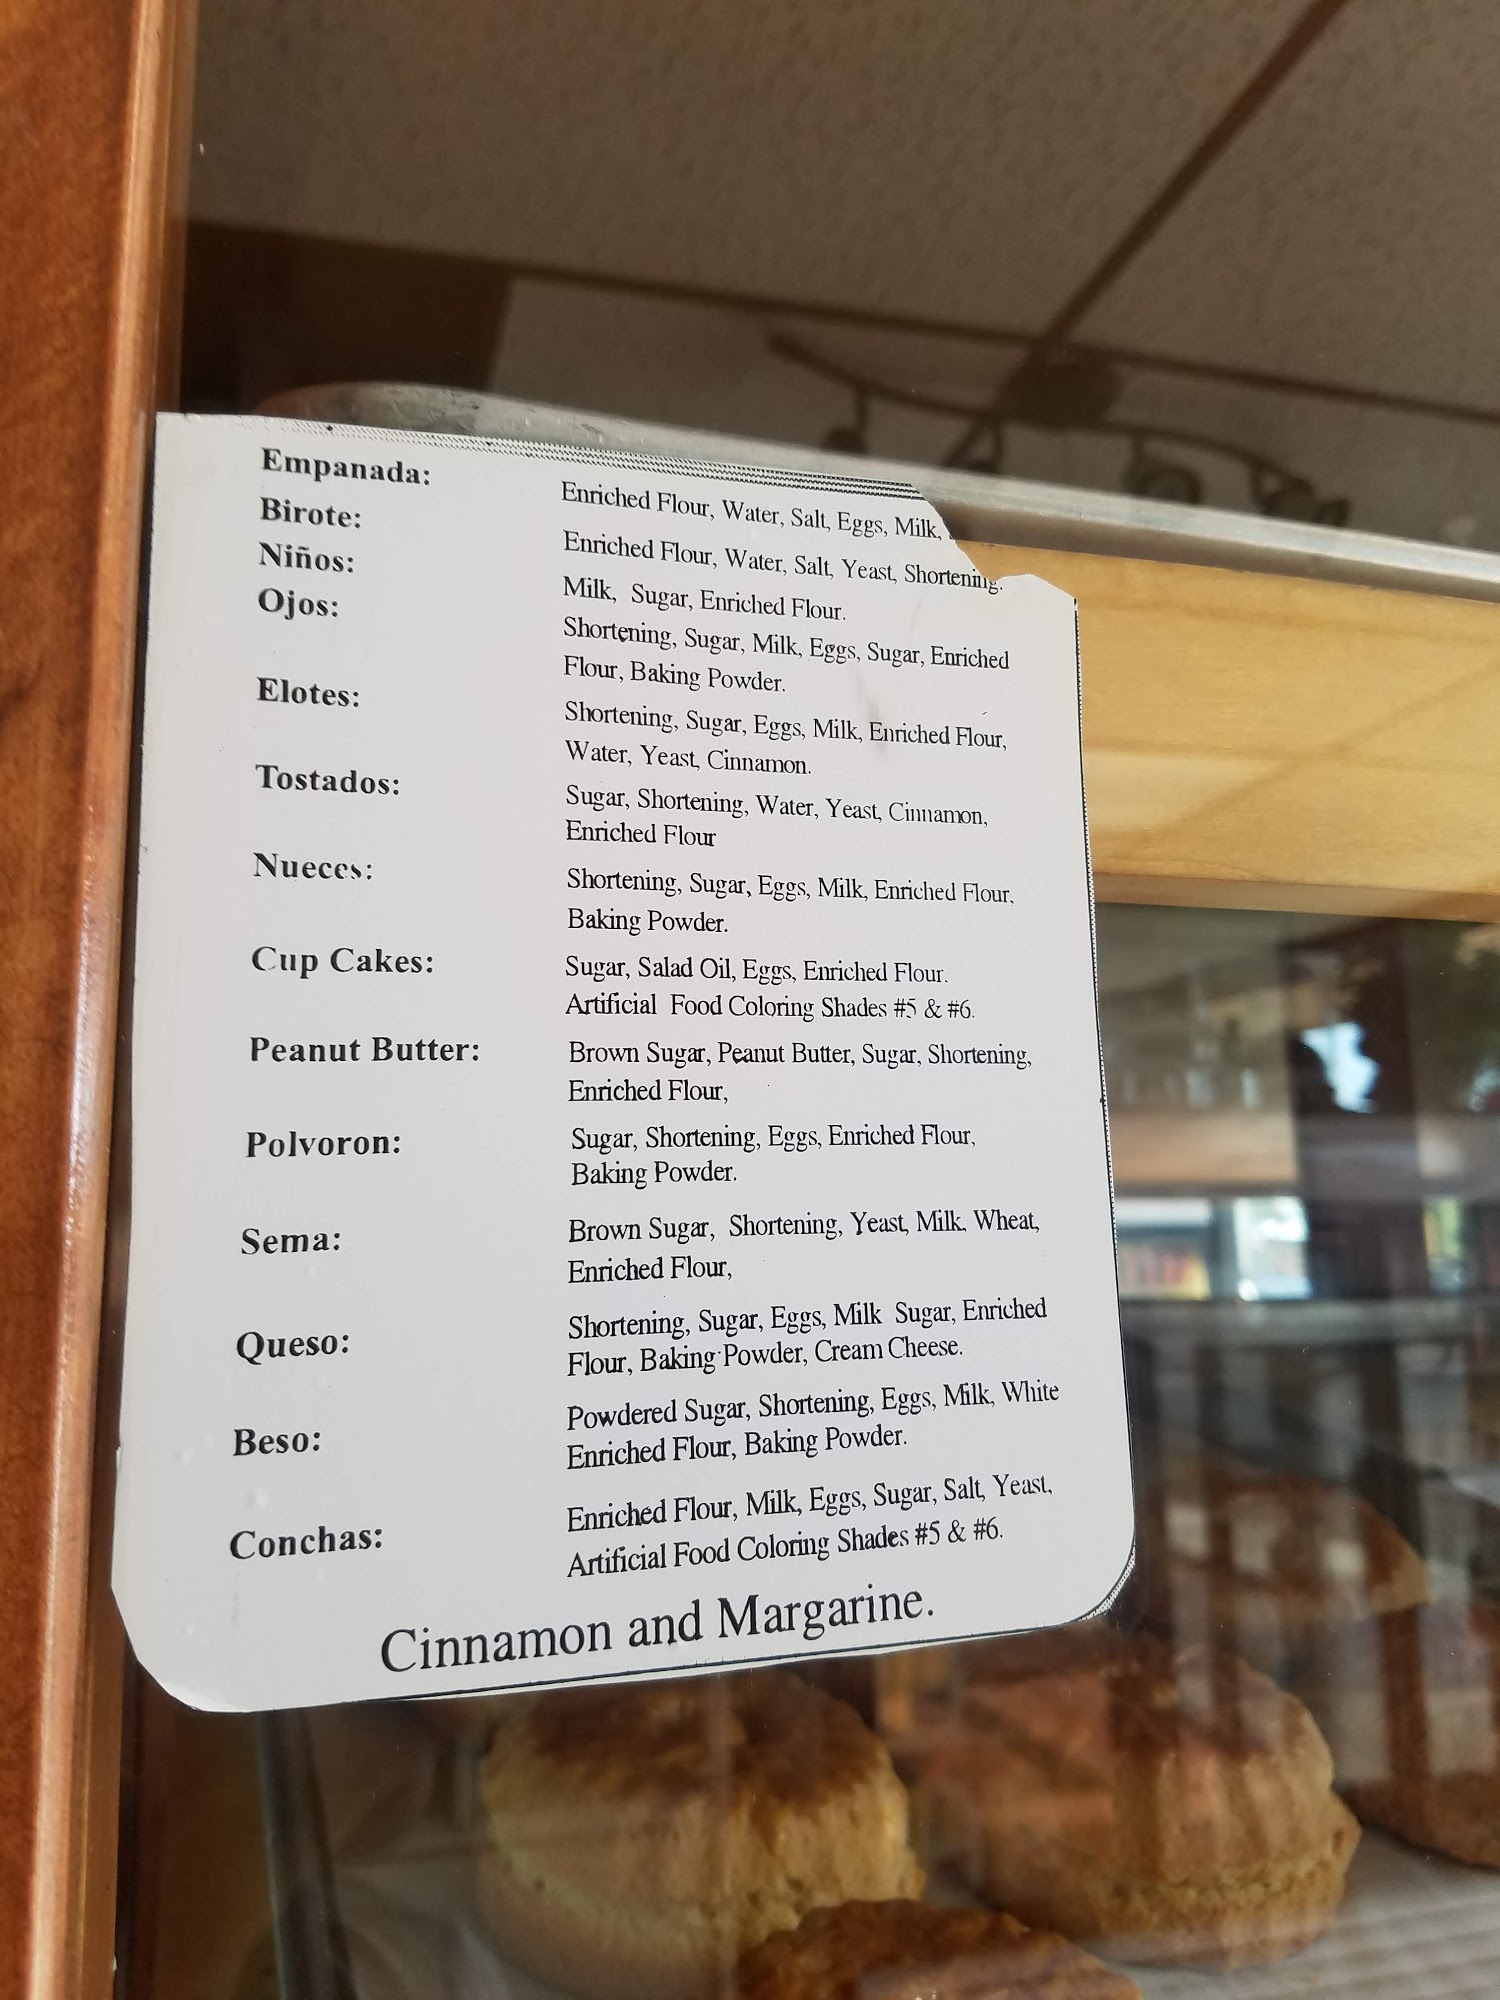 Empanada: Enriched Flour, Water, Salt, Eggs, Milk,
Birote: Enriched Flour, Water, Salt, Yeast, Shortening.
Niños: Milk, Sugar, Enriched Flour.
Ojos: Shortening, Sugar, Milk, Eggs, Sugar, Enriched
Flour, Baking Powder.
Elotes: Shortening, Sugar, Eggs, Milk, Enriched Flour,
Water, Yeast, Cinnamon.
Tostados: Sugar, Shortening, Water, Yeast, Cinnamon,
Enriched Flour
Nueces: Shortening, Sugar, Eggs, Milk, Enriched Flour,
Baking Powder.
Cup Cakes: Sugar, Salad Oil, Eggs, Enriched Flour.
Artificial Food Coloring Shades #5 & #6.
Peanut Butter: Brown Sugar, Peanut Butter, Sugar, Shortening,
Enriched Flour,
Polvoron: Sugar, Shortening, Eggs, Enriched Flour,
Baking Powder.
Sema: Brown Sugar, Shortening, Yeast, Milk. Wheat,
Enriched Flour,
Queso: Shortening, Sugar, Eggs, Milk Sugar, Enriched
Flour, Baking Powder, Cream Cheese.
Beso: Powdered Sugar, Shortening, Eggs, Milk, White
Enriched Flour, Baking Powder.
Conchas: Enriched Flour, Milk, Eggs, Sugar, Salt, Yeast,
Artificial Food Coloring Shades #5 & #6.
Cinnamon and Margarine.